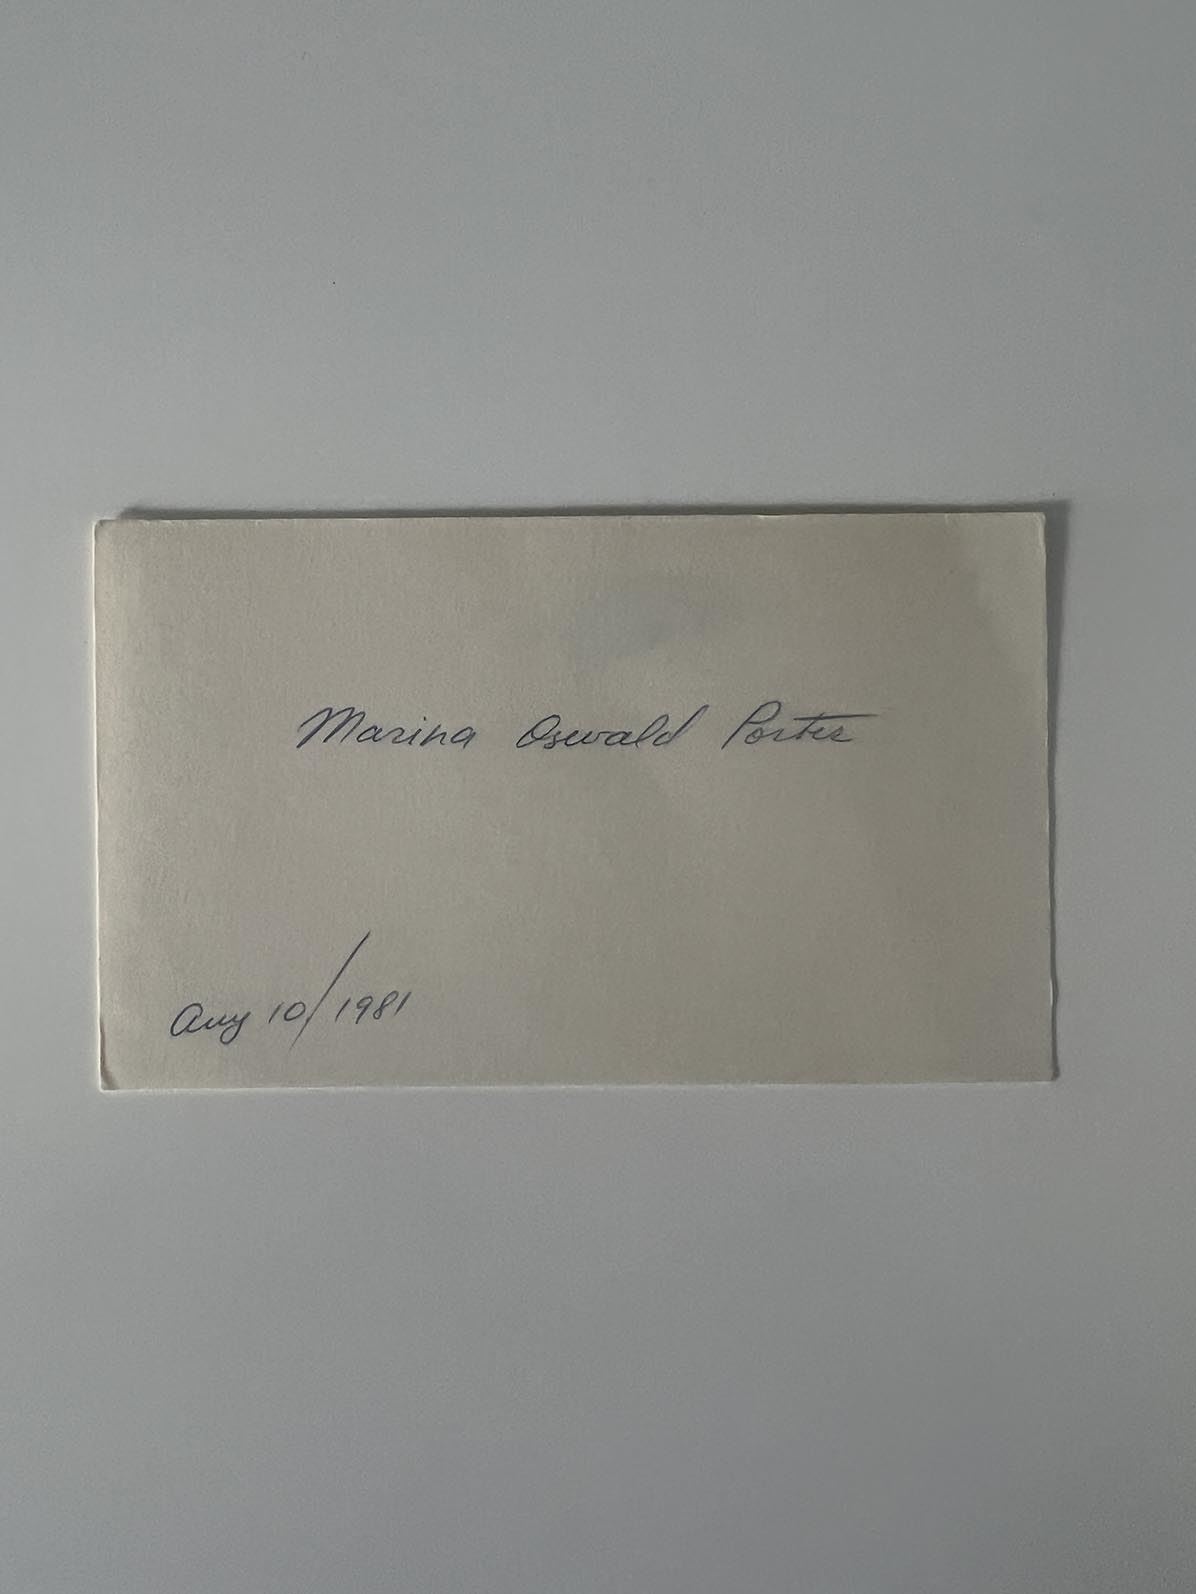 Marina Oswald Porter
Aug 10/1981